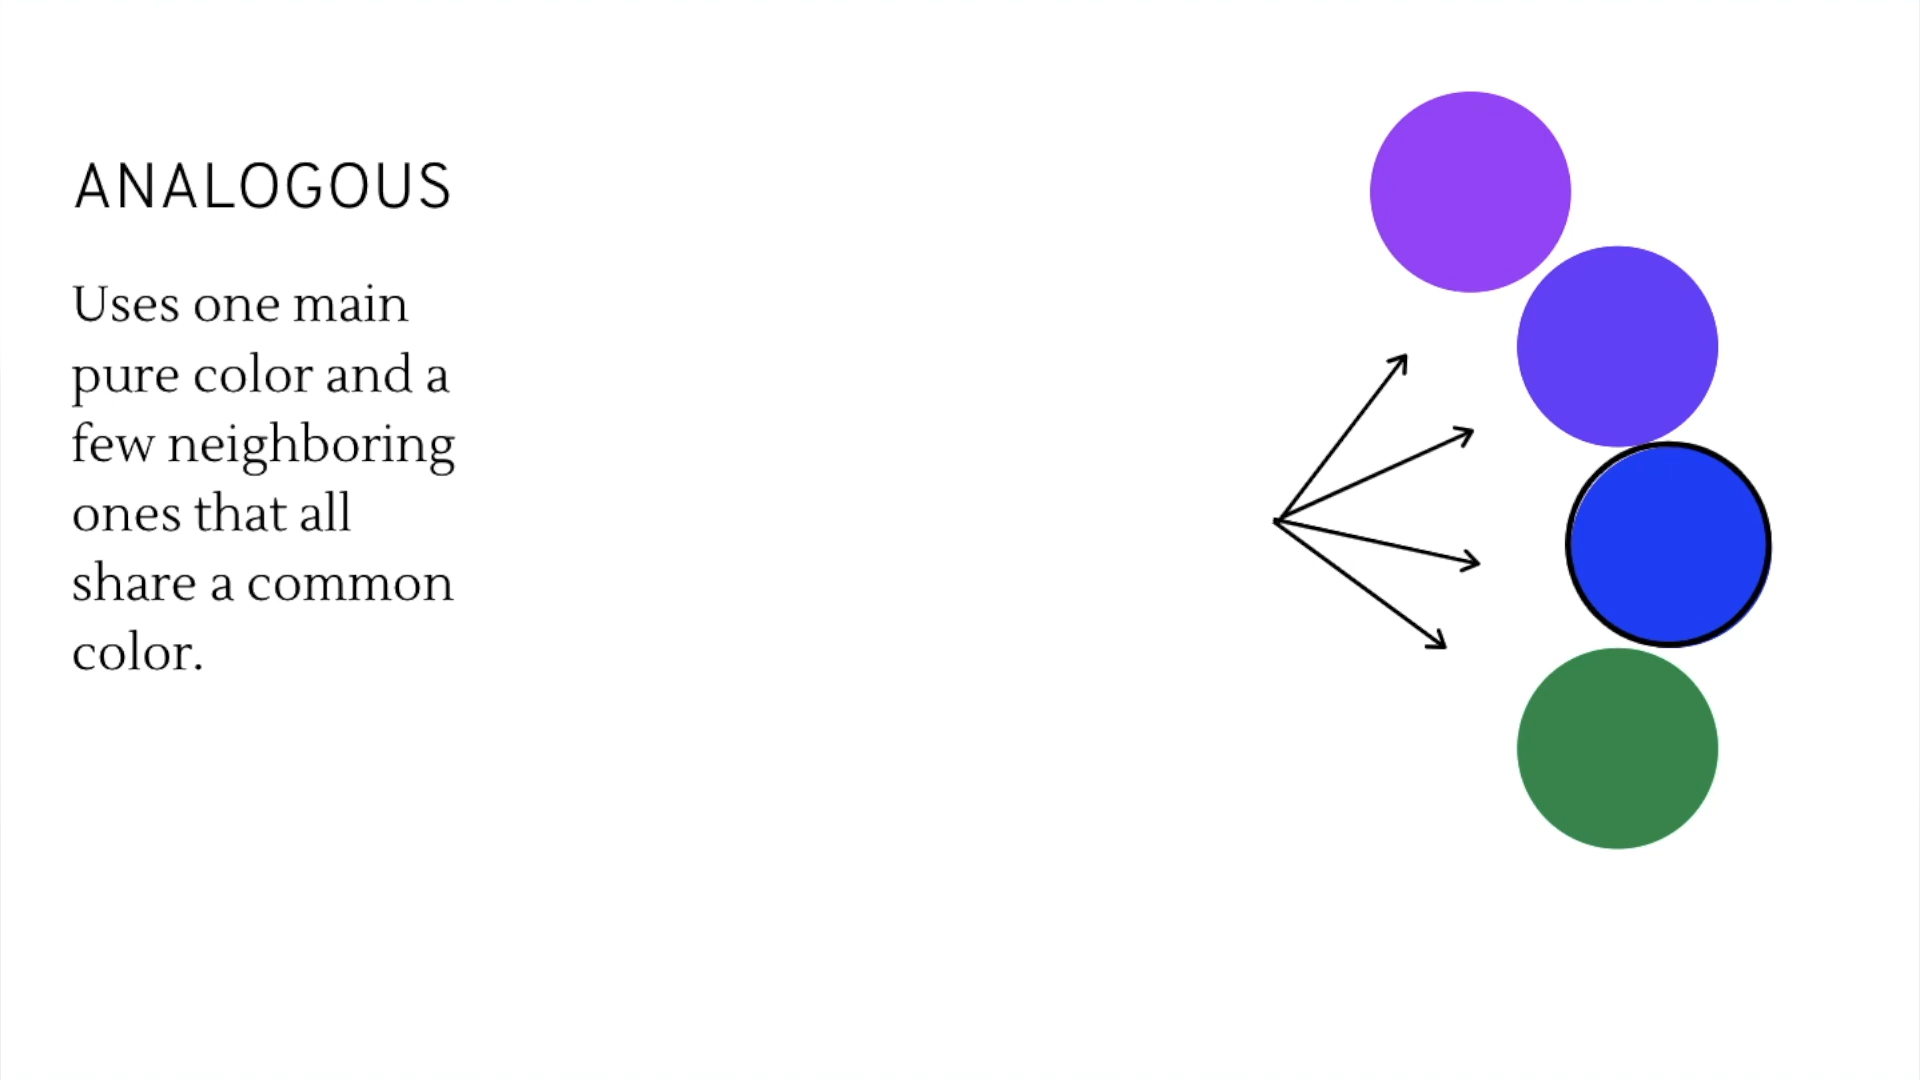 ANALOGOUS
Uses one main
pure color and a
few neighboring
ones that all
share a common
color.